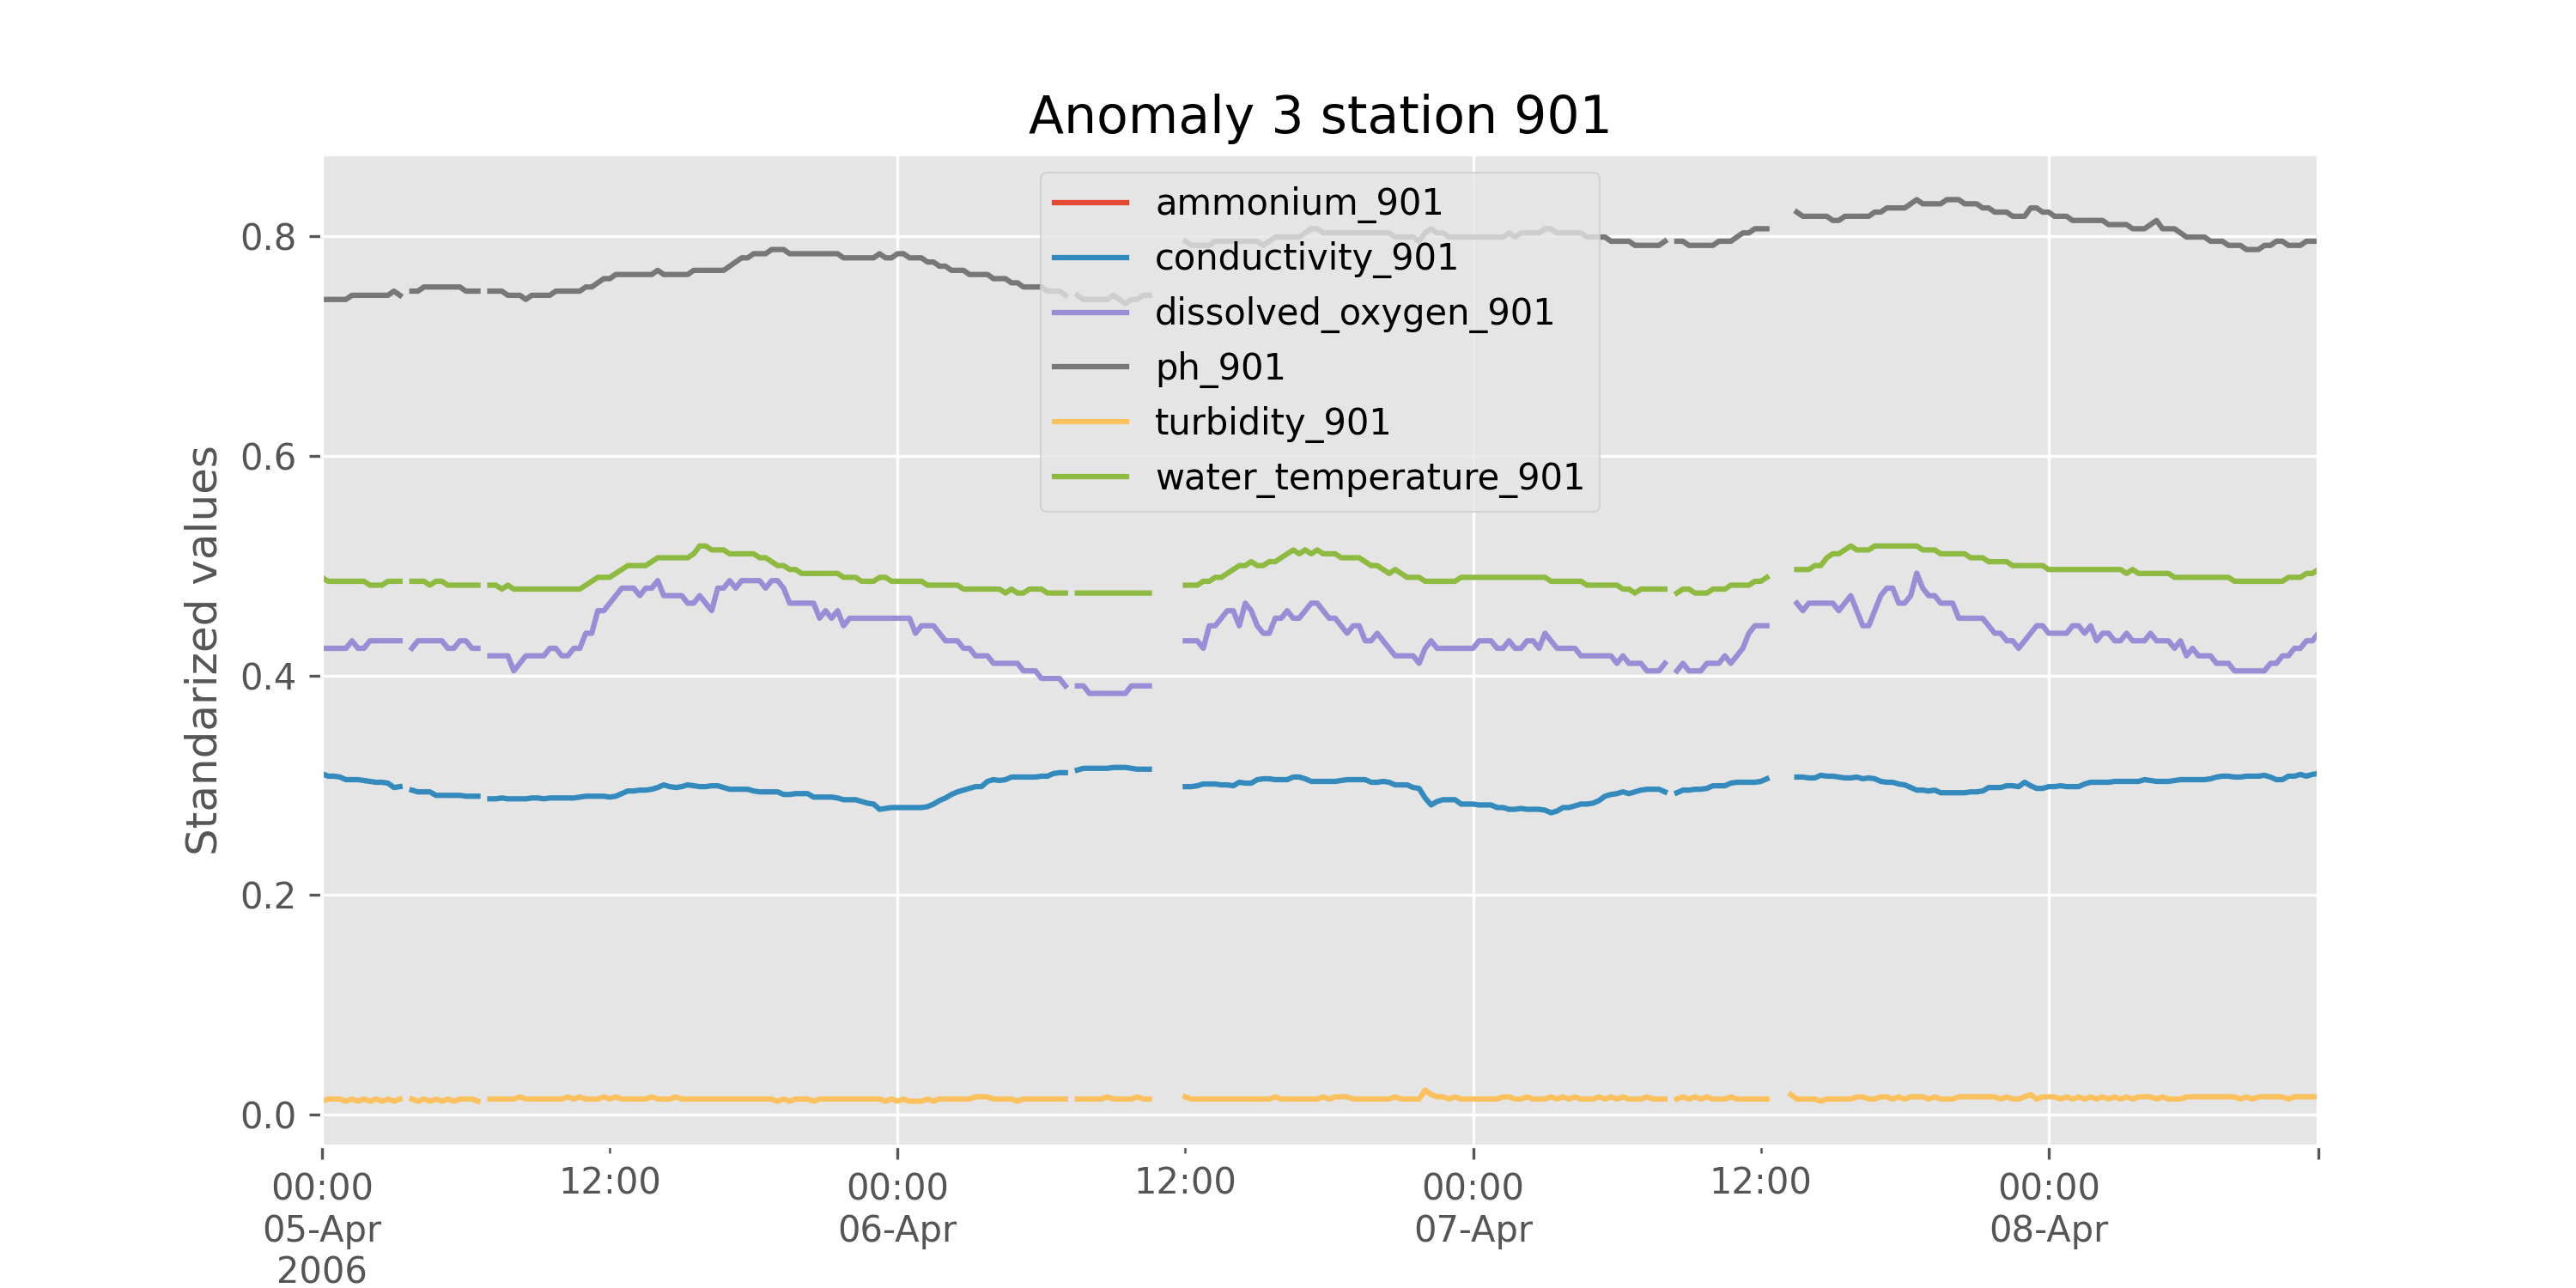 Anomaly 3 station 901
ammonium_901
conductivity_901
dissolved_oxygen_901
ph_901
turbidity_901
water_temperature_901
Standarized values
0.8
0.6
0.4
0.2
0.0
00:00 12:00 00:00 12:00 00:00 12:00 00:00
05-Apr 06-Apr 07-Apr 08-Apr
2006